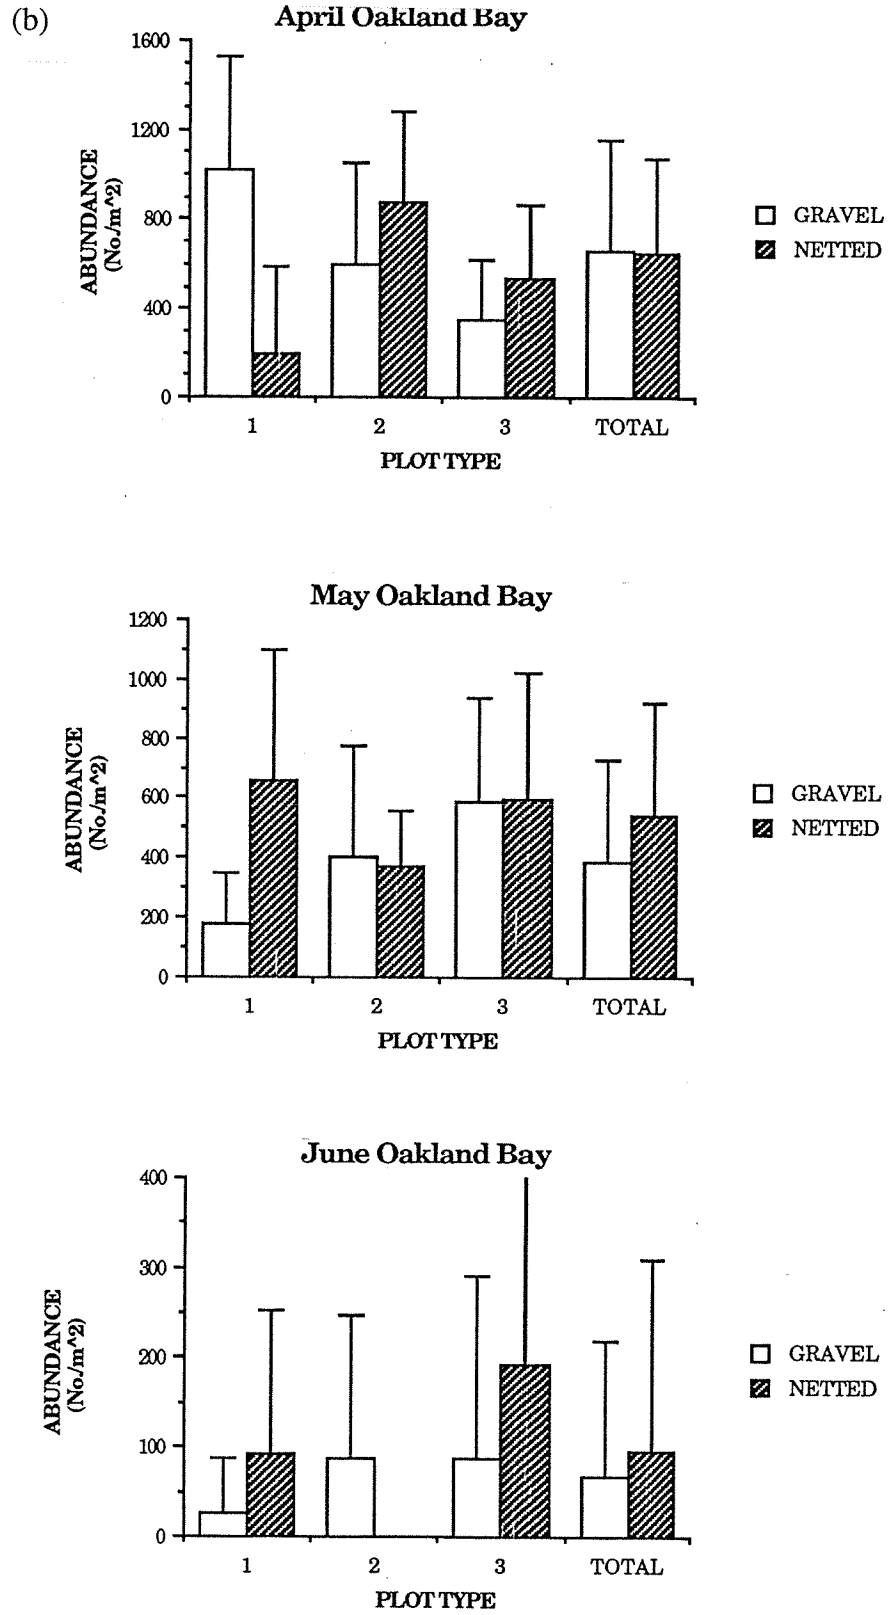 (b)
April Oakland Bay
1600
1200
800
400
0
ABUNDANCE
(No./m^2)
1
2
3
TOTAL
PLOT TYPE
GRAVEL
NETTED
May Oakland Bay
1200
1000
800
600
400
200
0
ABUNDANCE
(No./m^2)
1
2
3
TOTAL
PLOT TYPE
GRAVEL
NETTED
June Oakland Bay
400
300
200
100
0
ABUNDANCE
(No./m^2)
1
2
3
TOTAL
PLOT TYPE
GRAVEL
NETTED